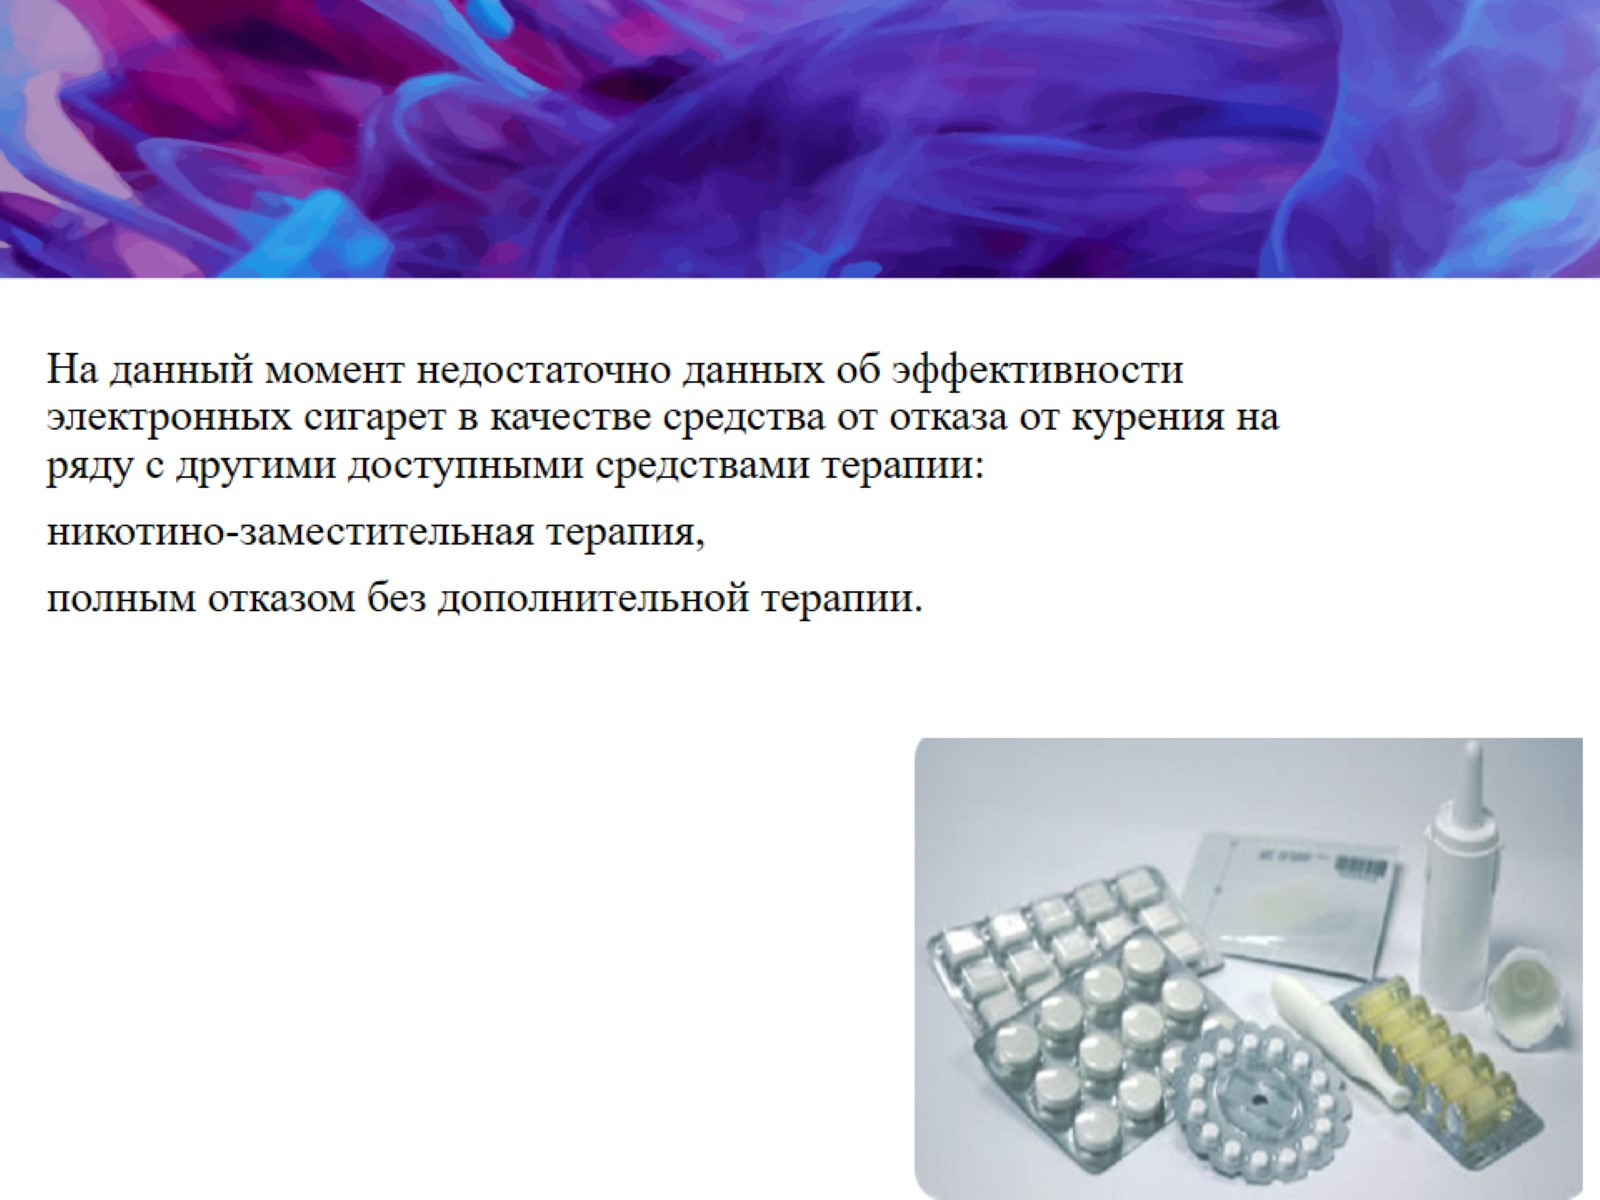 На данный момент недостаточно данных об эффективности
электронных сигарет в качестве средства от отказа от курения на
ряду с другими доступными средствами терапии:
никотино-заместительная терапия,
полным отказом без дополнительной терапии.